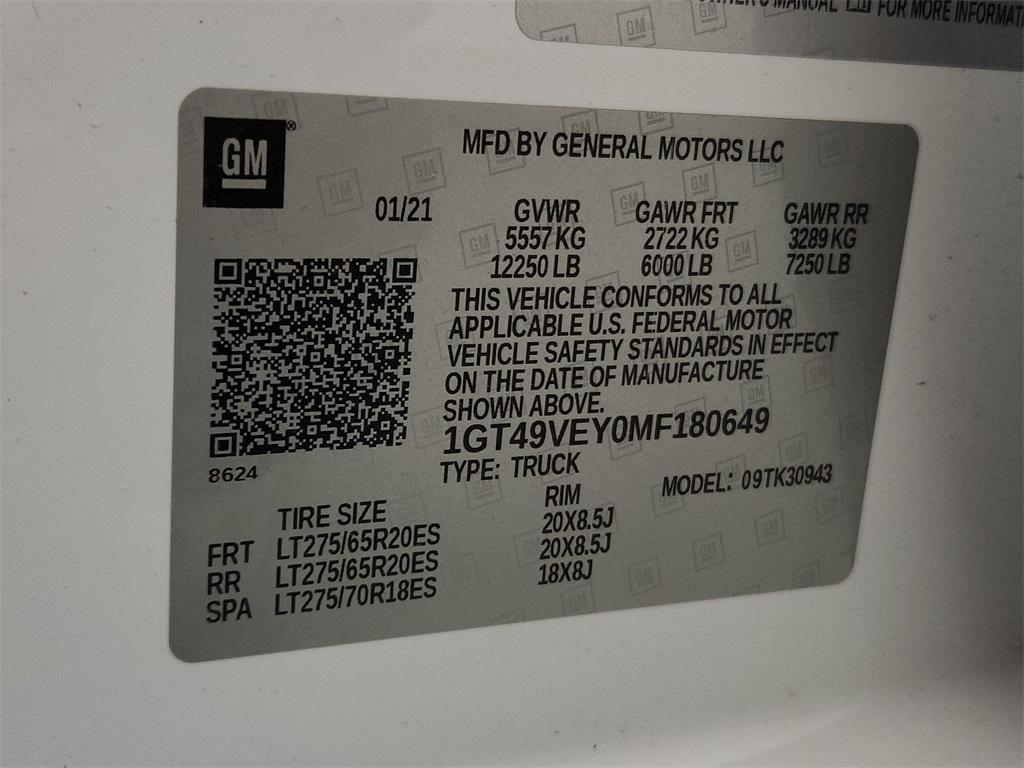 OWNER'S MANUAL FOR MORE INFORMATI
GM®
MFD BY GENERAL MOTORS LLC
01/21 GVWR GAWR FRT GAWR RR
5557 KG 2722 KG 3289 KG
12250 LB 6000 LB 7250 LB
THIS VEHICLE CONFORMS TO ALL
APPLICABLE U.S. FEDERAL MOTOR
VEHICLE SAFETY STANDARDS IN EFFECT
ON THE DATE OF MANUFACTURE
SHOWN ABOVE.
1GT49VEY0MF180649
8624
TYPE: TRUCK MODEL: 09TK30943
TIRE SIZE RIM
FRT LT275/65R20ES 20X8.5J
RR LT275/65R20ES 20X8.5J
SPA LT275/70R18ES 18X8J